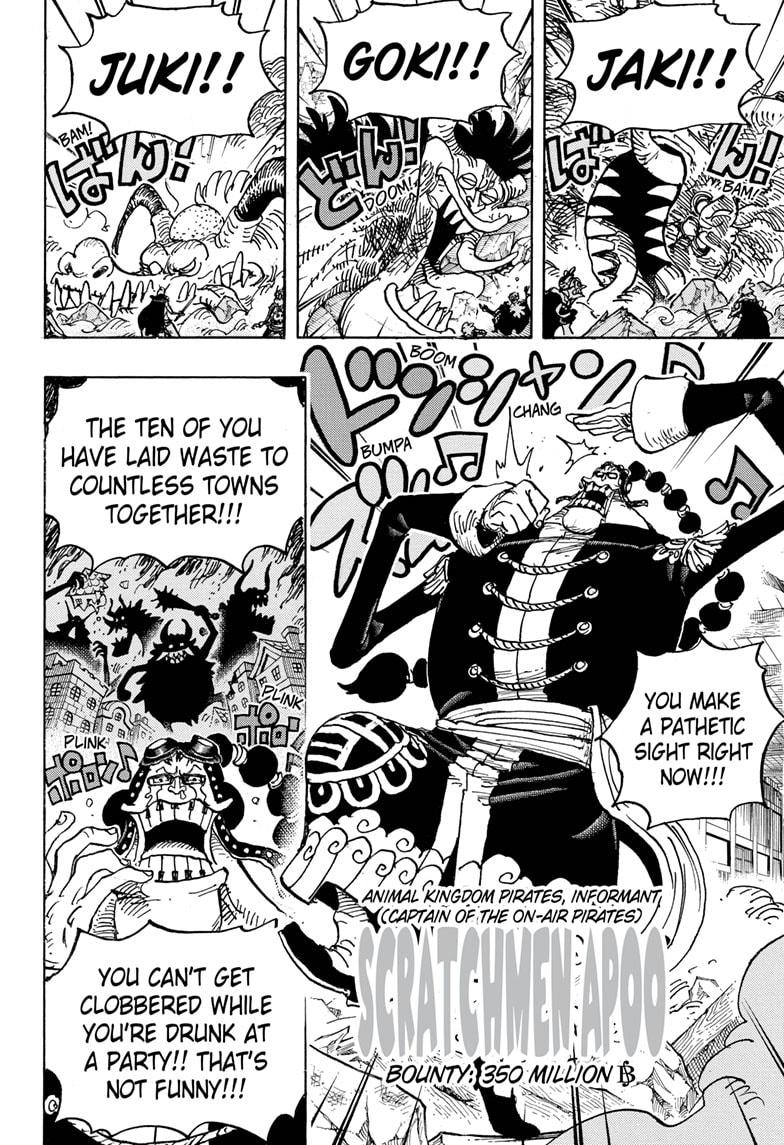 JAKI!!
ばん!
BAM!
GOKI!!
どん!
DOOM!
JUKI!!
ばん!
BAM!
ドンシャン
BOOM
CHANG
BUMPA
YOU MAKE
A PATHETIC
SIGHT RIGHT
NOW!!!
ANIMAL KINGDOM PIRATES, INFORMANT
(CAPTAIN OF THE ON-AIR PIRATES)
SCRATCHMEN APOO
BOUNTY: 350 MILLION ฿
THE TEN OF YOU
HAVE LAID WASTE TO
COUNTLESS TOWNS
TOGETHER!!!
PLINK
ポロン
PLINK
ポロン♪
YOU CAN'T GET
CLOBBERED WHILE
YOU'RE DRUNK AT
A PARTY!! THAT'S
NOT FUNNY!!!